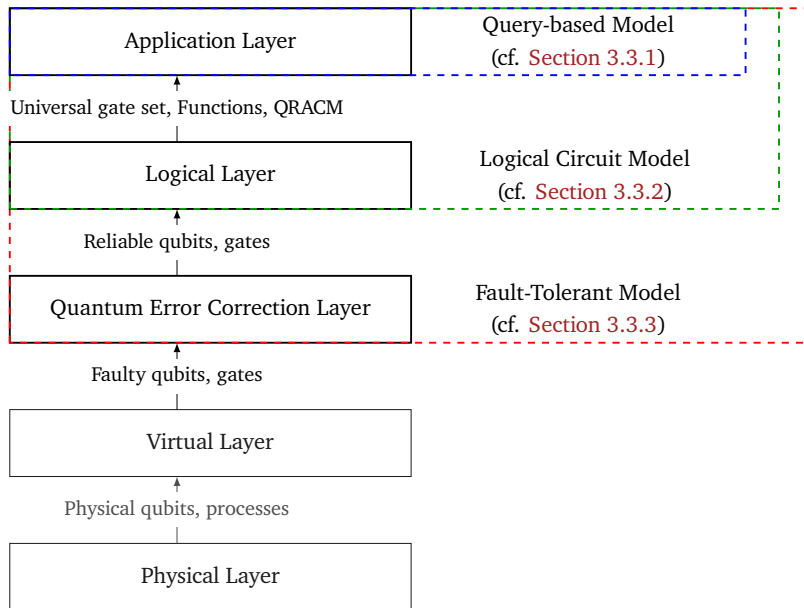 Application Layer
Query-based Model
(cf. Section 3.3.1)
Universal gate set, Functions, QRACM
Logical Layer
Logical Circuit Model
(cf. Section 3.3.2)
Reliable qubits, gates
Quantum Error Correction Layer
Fault-Tolerant Model
(cf. Section 3.3.3)
Faulty qubits, gates
Virtual Layer
Physical qubits, processes
Physical Layer